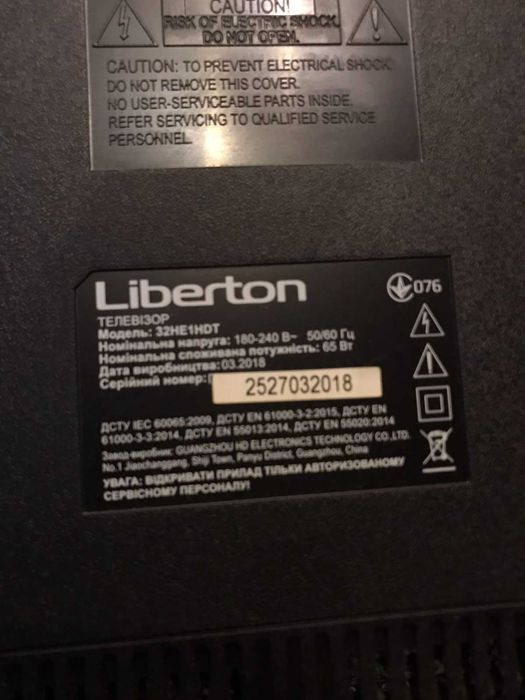 CAUTION!
RISK OF ELECTRIC SHOCK
DO NOT OPEN.
CAUTION: TO PREVENT ELECTRICAL SHOCK.
DO NOT REMOVE THIS COVER.
NO USER-SERVICEABLE PARTS INSIDE,
REFER SERVICING TO QUALIFIED SERVICE
PERSONNEL.
Liberton
076
ТЕЛЕВІЗОР
Модель: 32HE1HDT
Номінальна напруга: 180-240 В~ 50/60 Гц
Номінальна споживана потужність: 65 Вт
Дата виробництва:03.2018
Серійний номер:
2527032018
ДСТУ IEC 60065:2009, ДСТУ EN 61000-3-2:2015, ДСТУ EN
61000-3-3:2014, ДСТУ EN 55013:2014, ДСТУ EN 55020:2014
Завод-виробник: GUANGZHOU HD ELECTRONICS TECHNOLOGY CO.,LTD.
No.1 Jiaochanggang, Shiji Town, Panyu District, Guangzhou, China
УВАГА: ВІДКРИВАТИ ПРИЛАД ТІЛЬКИ АВТОРИЗОВАНОМУ
СЕРВІСНОМУ ПЕРСОНАЛУ!